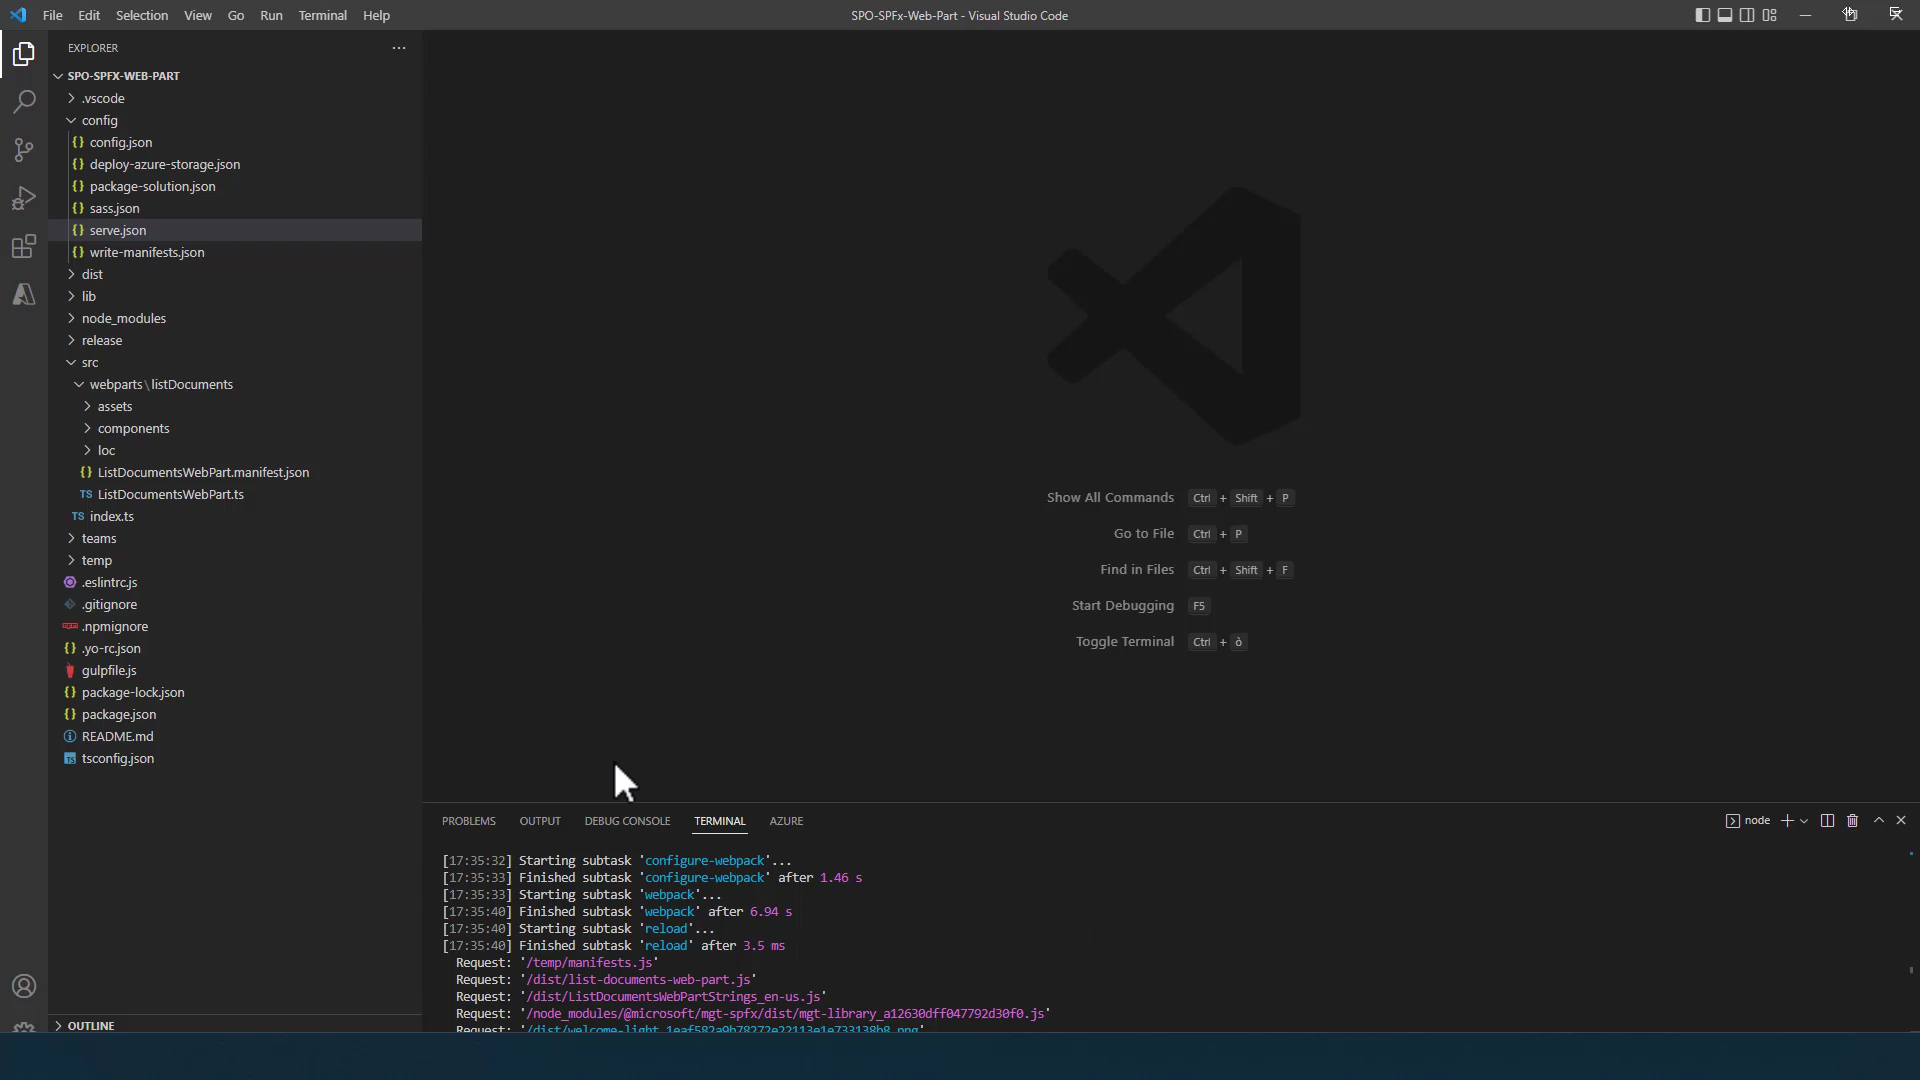 File Edit Selection View Go Run Terminal Help
SPO-SPFx-Web-Part - Visual Studio Code
EXPLORER
SPO-SPFX-WEB-PART
.vscode
config
config.json
deploy-azure-storage.json
package-solution.json
sass.json
serve.json
write-manifests.json
dist
lib
node_modules
release
src
webparts\listDocuments
assets
components
loc
ListDocumentsWebPart.manifest.json
TS ListDocumentsWebPart.ts
TS index.ts
teams
temp
.eslintrc.js
.gitignore
.npmignore
.yo-rc.json
gulpfile.js
package-lock.json
package.json
README.md
tsconfig.json
OUTLINE
Show All Commands Ctrl + Shift + P
Go to File Ctrl + P
Find in Files Ctrl + Shift + F
Start Debugging F5
Toggle Terminal Ctrl + ò
PROBLEMS OUTPUT DEBUG CONSOLE TERMINAL AZURE
node
[17:35:32] Starting subtask 'configure-webpack'...
[17:35:33] Finished subtask 'configure-webpack' after 1.46 s
[17:35:33] Starting subtask 'webpack'...
[17:35:40] Finished subtask 'webpack' after 6.94 s
[17:35:40] Starting subtask 'reload'...
[17:35:40] Finished subtask 'reload' after 3.5 ms
Request: '/temp/manifests.js'
Request: '/dist/list-documents-web-part.js'
Request: '/dist/ListDocumentsWebPartStrings_en-us.js'
Request: '/node_modules/@microsoft/mgt-spfx/dist/mgt-library_a12630dff047792d30f0.js'
Request: '/dist/welcome-light_1eaf582a9b78272e22113e1e733138b8.png'